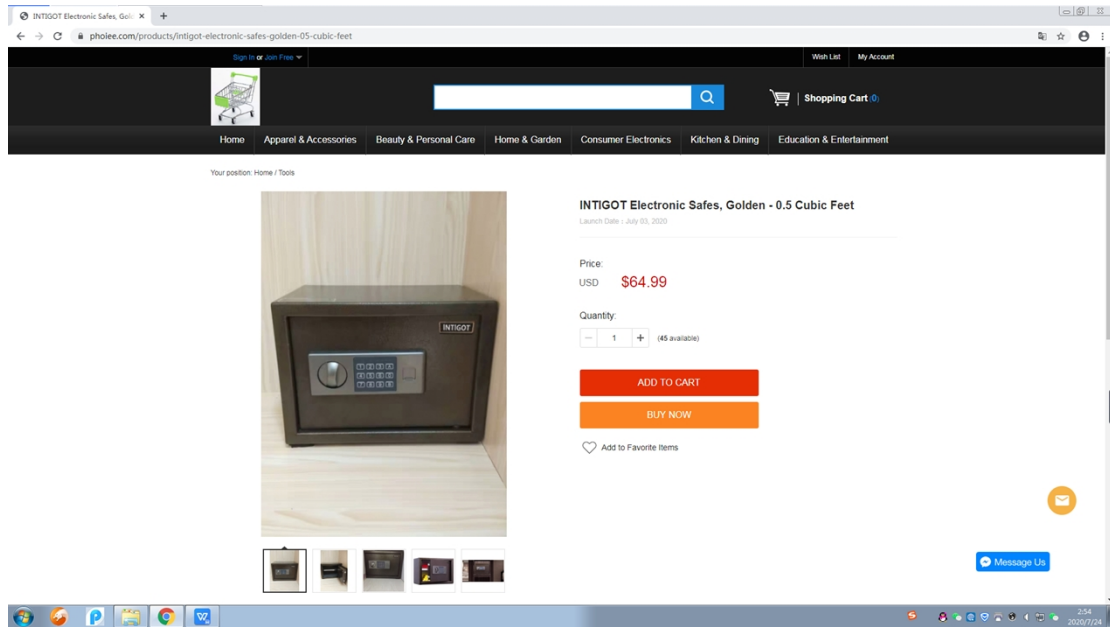 INTIGOT Electronic Safes, Gol
phoiee.com/products/intigot-electronic-safes-golden-05-cubic-feet
Sign In or Join Free
Wish List My Account
Shopping Cart (0)
Home Apparel & Accessories Beauty & Personal Care Home & Garden Consumer Electronics Kitchen & Dining Education & Entertainment
Your position: Home / Tools
INTIGOT Electronic Safes, Golden - 0.5 Cubic Feet
Launch Date : July 03, 2020
Price:
USD $64.99
Quantity:
1 (45 available)
INTIGOT
ADD TO CART
BUY NOW
Add to Favorite Items
Message Us
2:54
2020/7/24